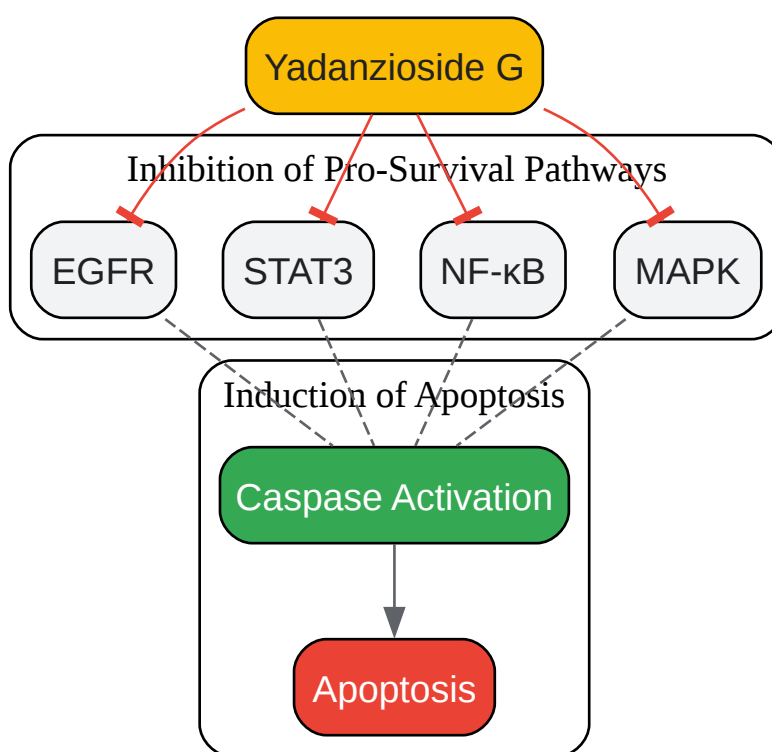 Yadanzioside G
Inhibition of Pro-Survival Pathways
EGFR
STAT3
NF-κB
MAPK
Induction of Apoptosis
Caspase Activation
Apoptosis